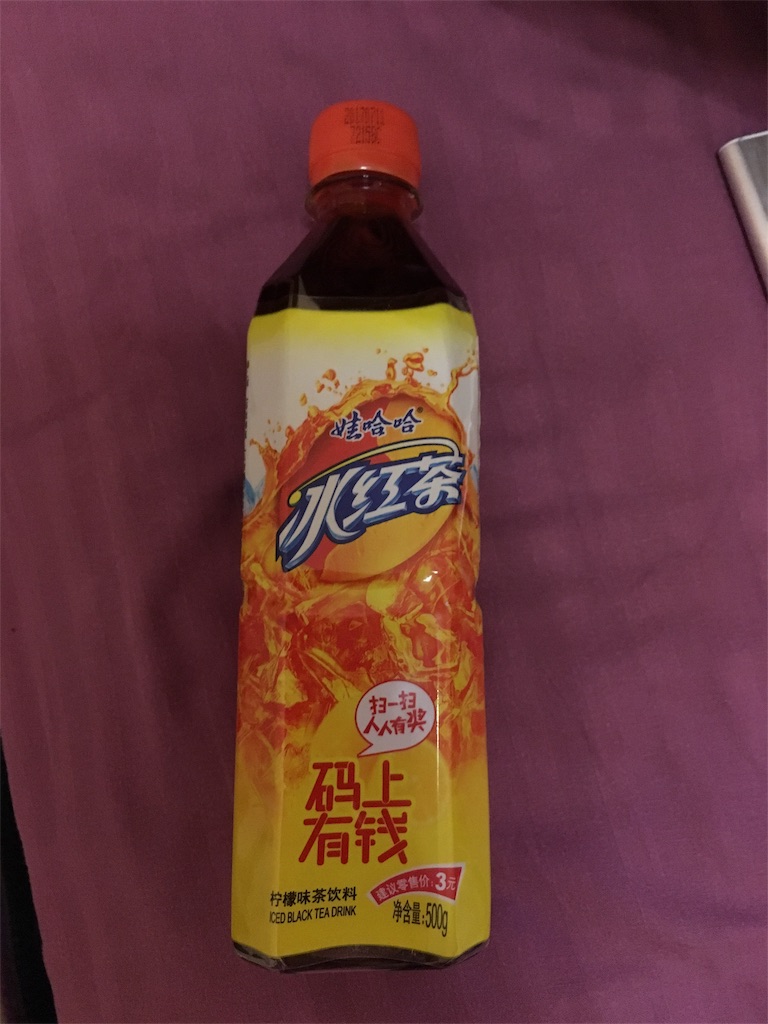 20170711
娃哈哈®
冰红茶
扫一扫
人人有奖
码上
有钱
建议零售价:3元
柠檬味茶饮料
ICED BLACK TEA DRINK
净含量:500g